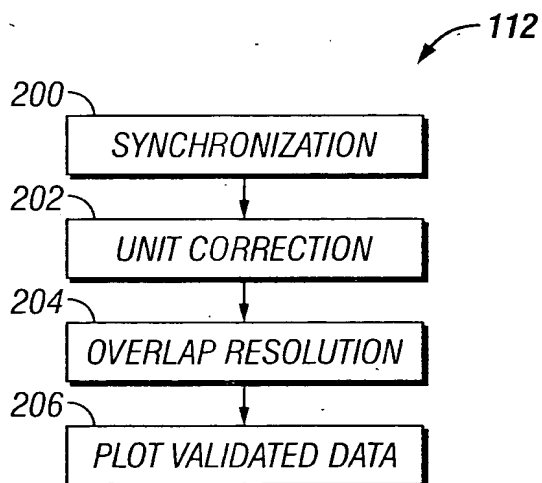 112
200
SYNCHRONIZATION
202
UNIT CORRECTION
204
OVERLAP RESOLUTION
206
PLOT VALIDATED DATA